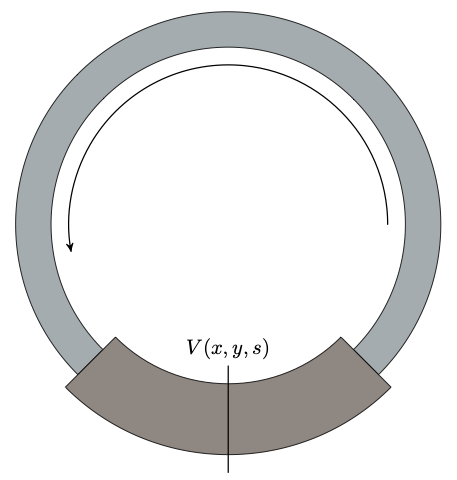 V(x, y, s)